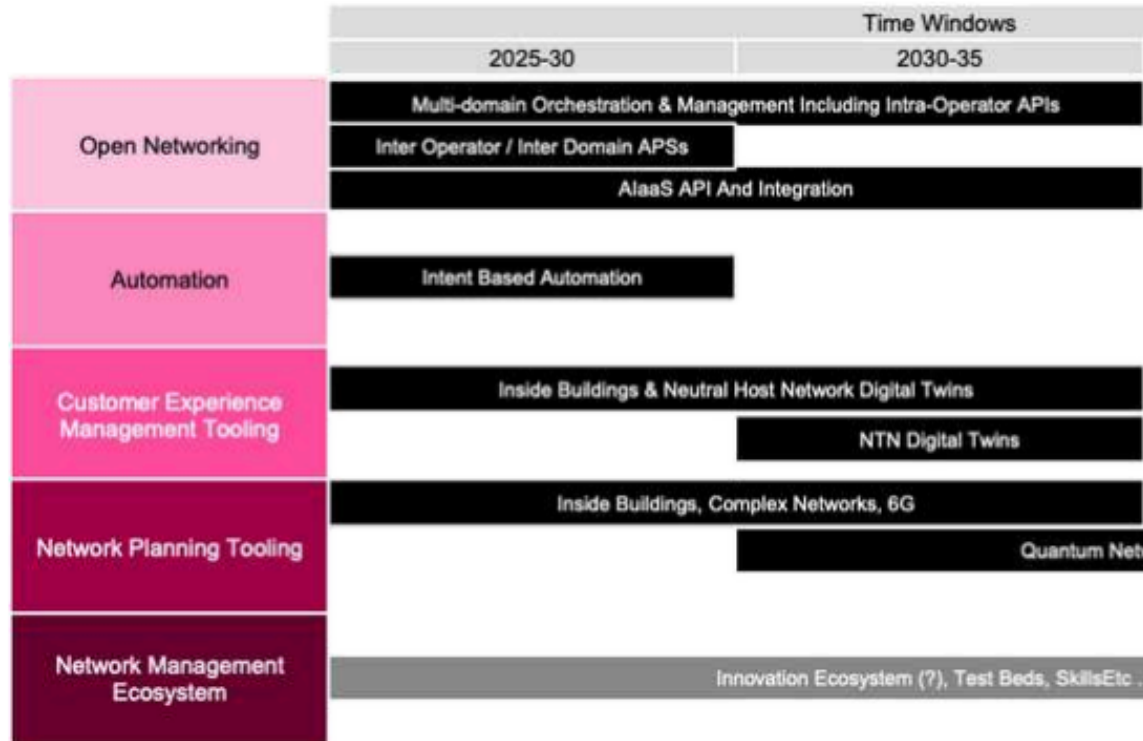 Time Windows
2025-30
2030-35
Open Networking
Multi-domain Orchestration & Management Including Intra-Operator APIs
Inter Operator / Inter Domain APSs
AIaaS API And Integration
Automation
Intent Based Automation
Customer Experience
Management Tooling
Inside Buildings & Neutral Host Network Digital Twins
NTN Digital Twins
Network Planning Tooling
Inside Buildings, Complex Networks, 6G
Quantum Net
Network Management
Ecosystem
Innovation Ecosystem (?), Test Beds, SkillsEtc .